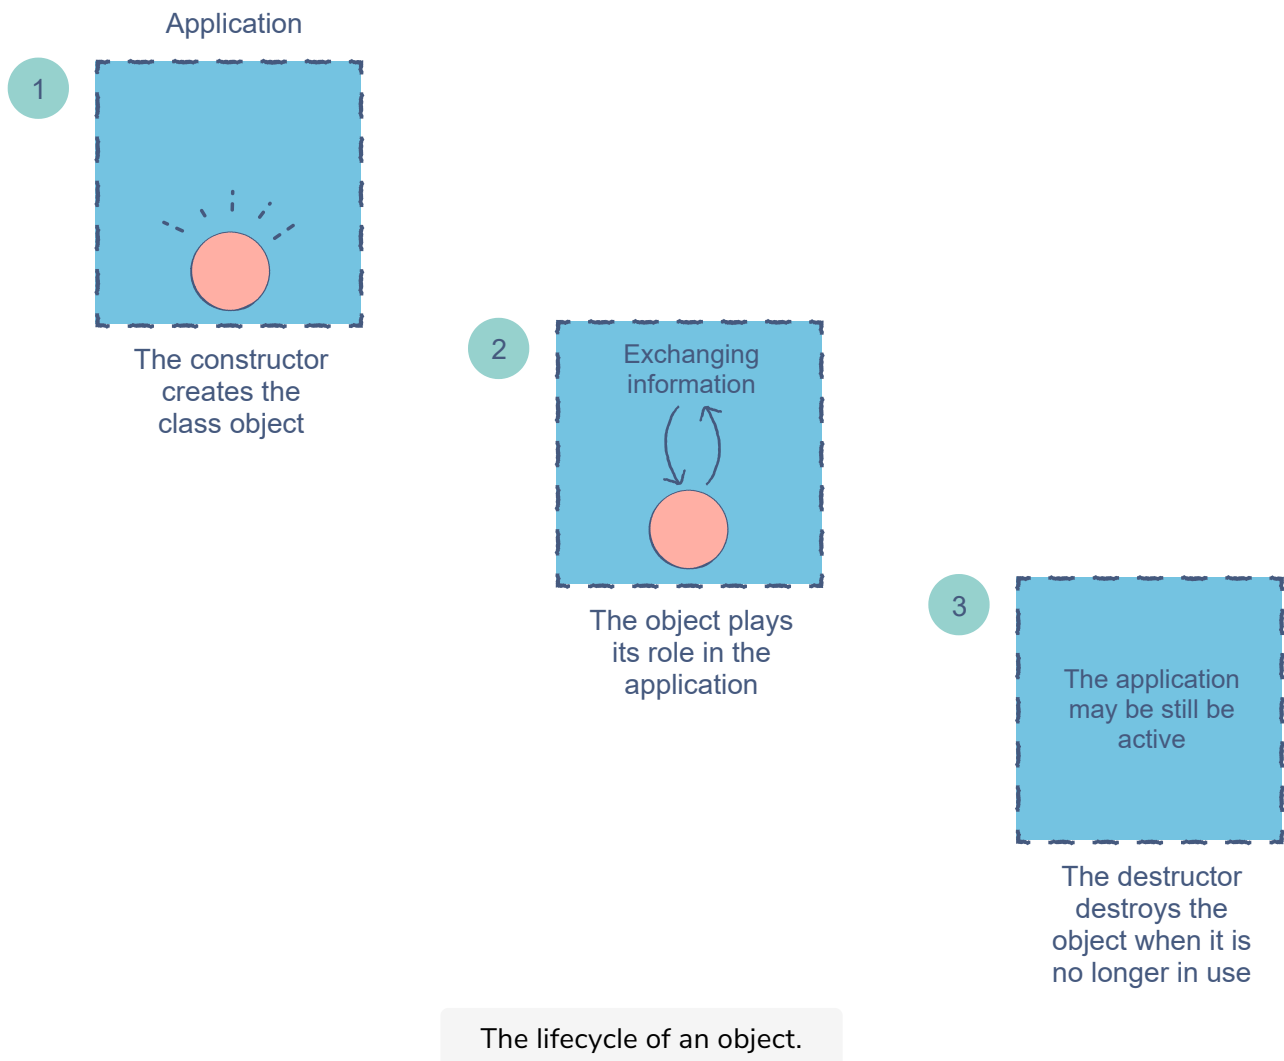 Application
1
The constructor
creates the
class object
2
Exchanging
information
The object plays
its role in the
application
3
The application
may be still be
active
The destructor
destroys the
object when it is
no longer in use
The lifecycle of an object.